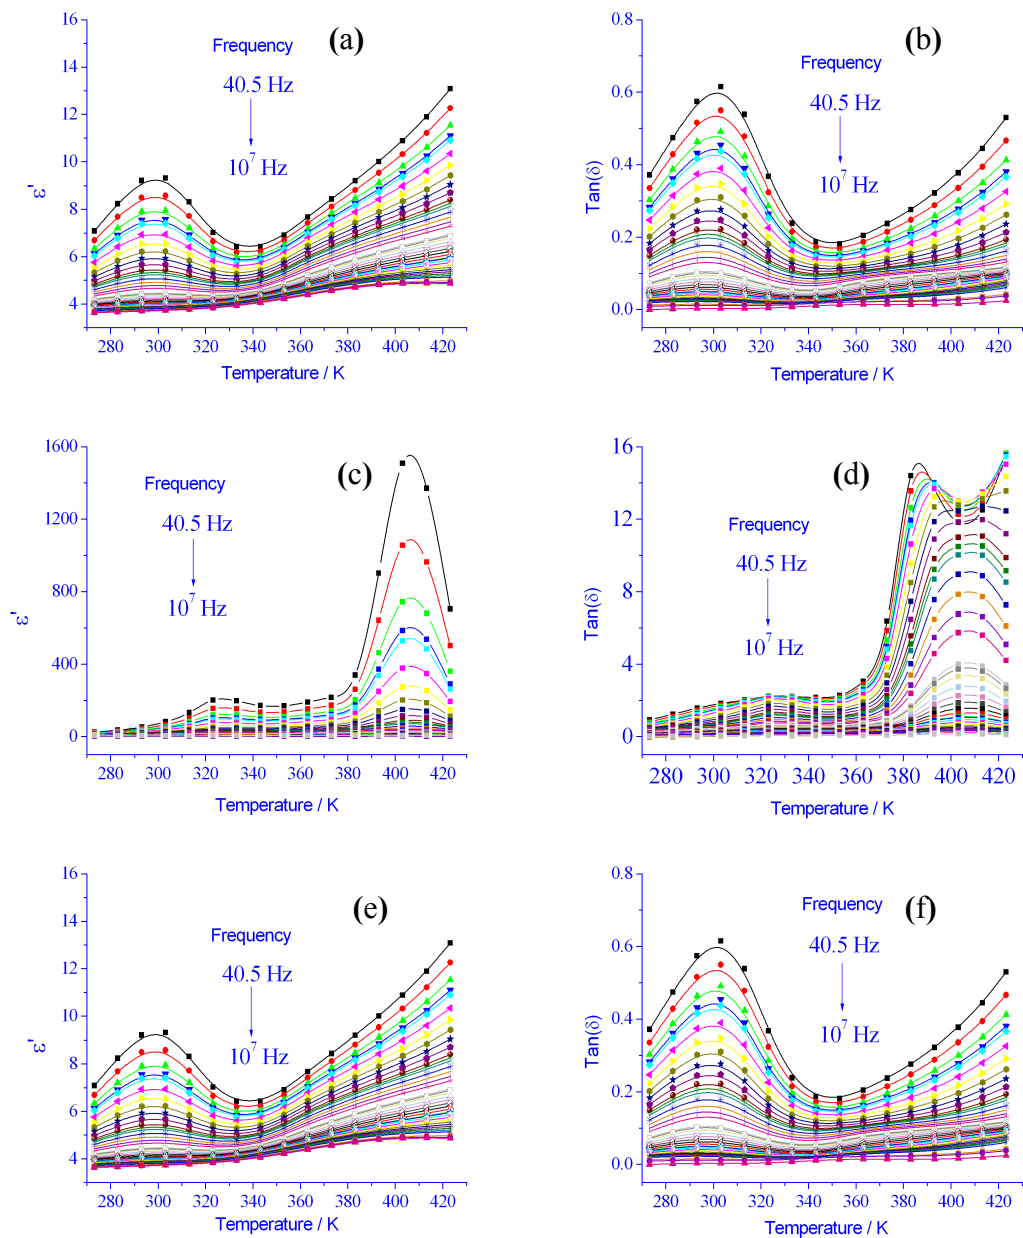 (a)
Frequency
40.5 Hz
10^7 Hz
ε'
16
14
12
10
8
6
4
280 300 320 340 360 380 400 420
Temperature / K
(b)
Frequency
40.5 Hz
10^7 Hz
Tan(δ)
0.8
0.6
0.4
0.2
0.0
280 300 320 340 360 380 400 420
Temperature / K
(c)
Frequency
40.5 Hz
10^7 Hz
ε'
1600
1200
800
400
0
280 300 320 340 360 380 400 420
Temperature / K
(d)
Frequency
40.5 Hz
10^7 Hz
Tan(δ)
16
12
8
4
0
280 300 320 340 360 380 400 420
Temperature / K
(e)
Frequency
40.5 Hz
10^7 Hz
ε'
16
14
12
10
8
6
4
280 300 320 340 360 380 400 420
Temperature / K
(f)
Frequency
40.5 Hz
10^7 Hz
Tan(δ)
0.8
0.6
0.4
0.2
0.0
280 300 320 340 360 380 400 420
Temperature / K